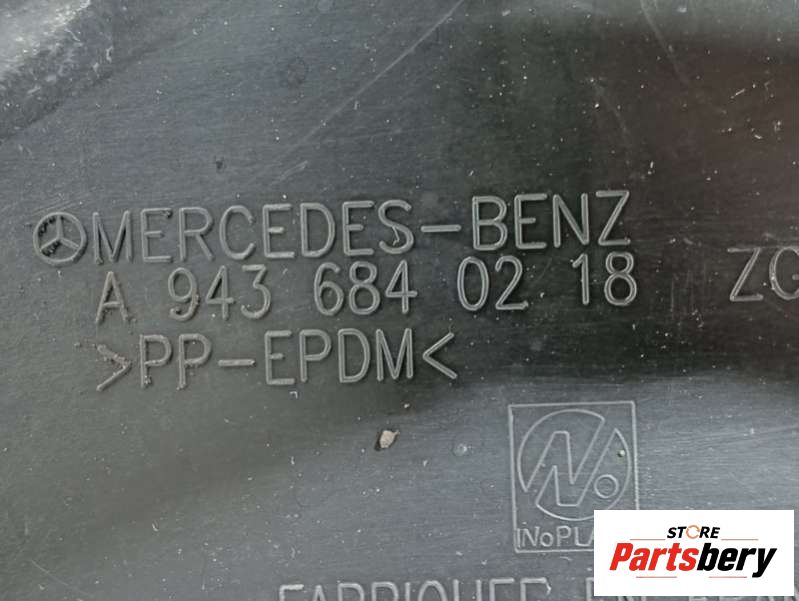 MERCEDES-BENZ
A 943 684 02 18
>PP-EPDM<
STORE
Partsbery